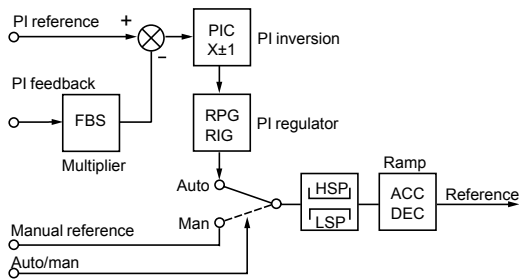 PI reference
+
−
PIC
X±1
PI inversion
PI feedback
FBS
Multiplier
RPG
RIG
PI regulator
Auto
Man
HSP
LSP
Ramp
ACC
DEC
Reference
Manual reference
Auto/man